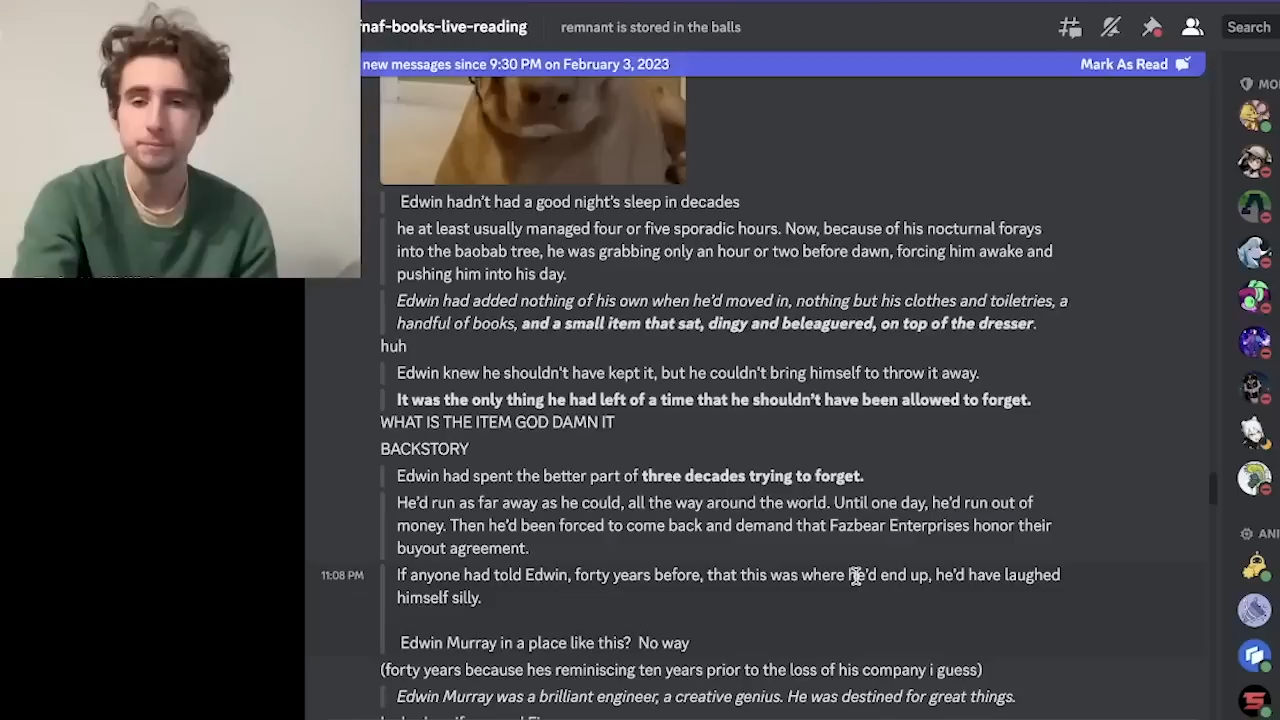 fnaf-books-live-reading
remnant is stored in the balls
Search
new messages since 9:30 PM on February 3, 2023
Mark As Read
MO
Edwin hadn't had a good night's sleep in decades
he at least usually managed four or five sporadic hours. Now, because of his nocturnal forays
into the baobab tree, he was grabbing only an hour or two before dawn, forcing him awake and
pushing him into his day.
Edwin had added nothing of his own when he'd moved in, nothing but his clothes and toiletries, a
handful of books, and a small item that sat, dingy and beleaguered, on top of the dresser.
huh
Edwin knew he shouldn't have kept it, but he couldn't bring himself to throw it away.
It was the only thing he had left of a time that he shouldn't have been allowed to forget.
WHAT IS THE ITEM GOD DAMN IT
BACKSTORY
Edwin had spent the better part of three decades trying to forget.
He'd run as far away as he could, all the way around the world. Until one day, he'd run out of
money. Then he'd been forced to come back and demand that Fazbear Enterprises honor their
buyout agreement.
ANI
11:08 PM
If anyone had told Edwin, forty years before, that this was where he'd end up, he'd have laughed
himself silly.
Edwin Murray in a place like this? No way
(forty years because hes reminiscing ten years prior to the loss of his company i guess)
Edwin Murray was a brilliant engineer, a creative genius. He was destined for great things.